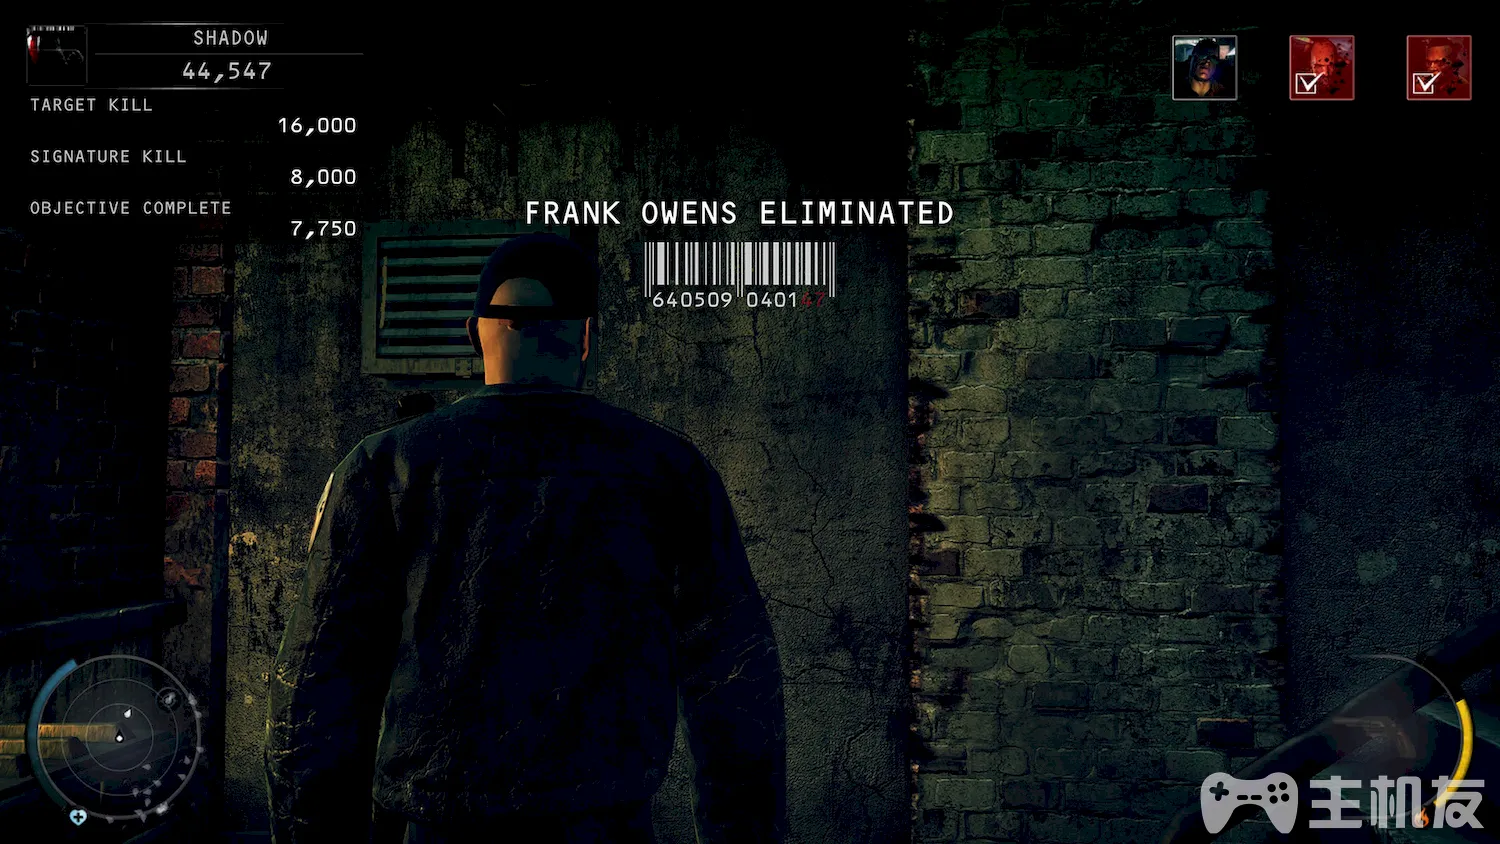 SHADOW
44,547
TARGET KILL
16,000
SIGNATURE KILL
8,000
OBJECTIVE COMPLETE
7,750
FRANK OWENS ELIMINATED
640509 040147
主机友